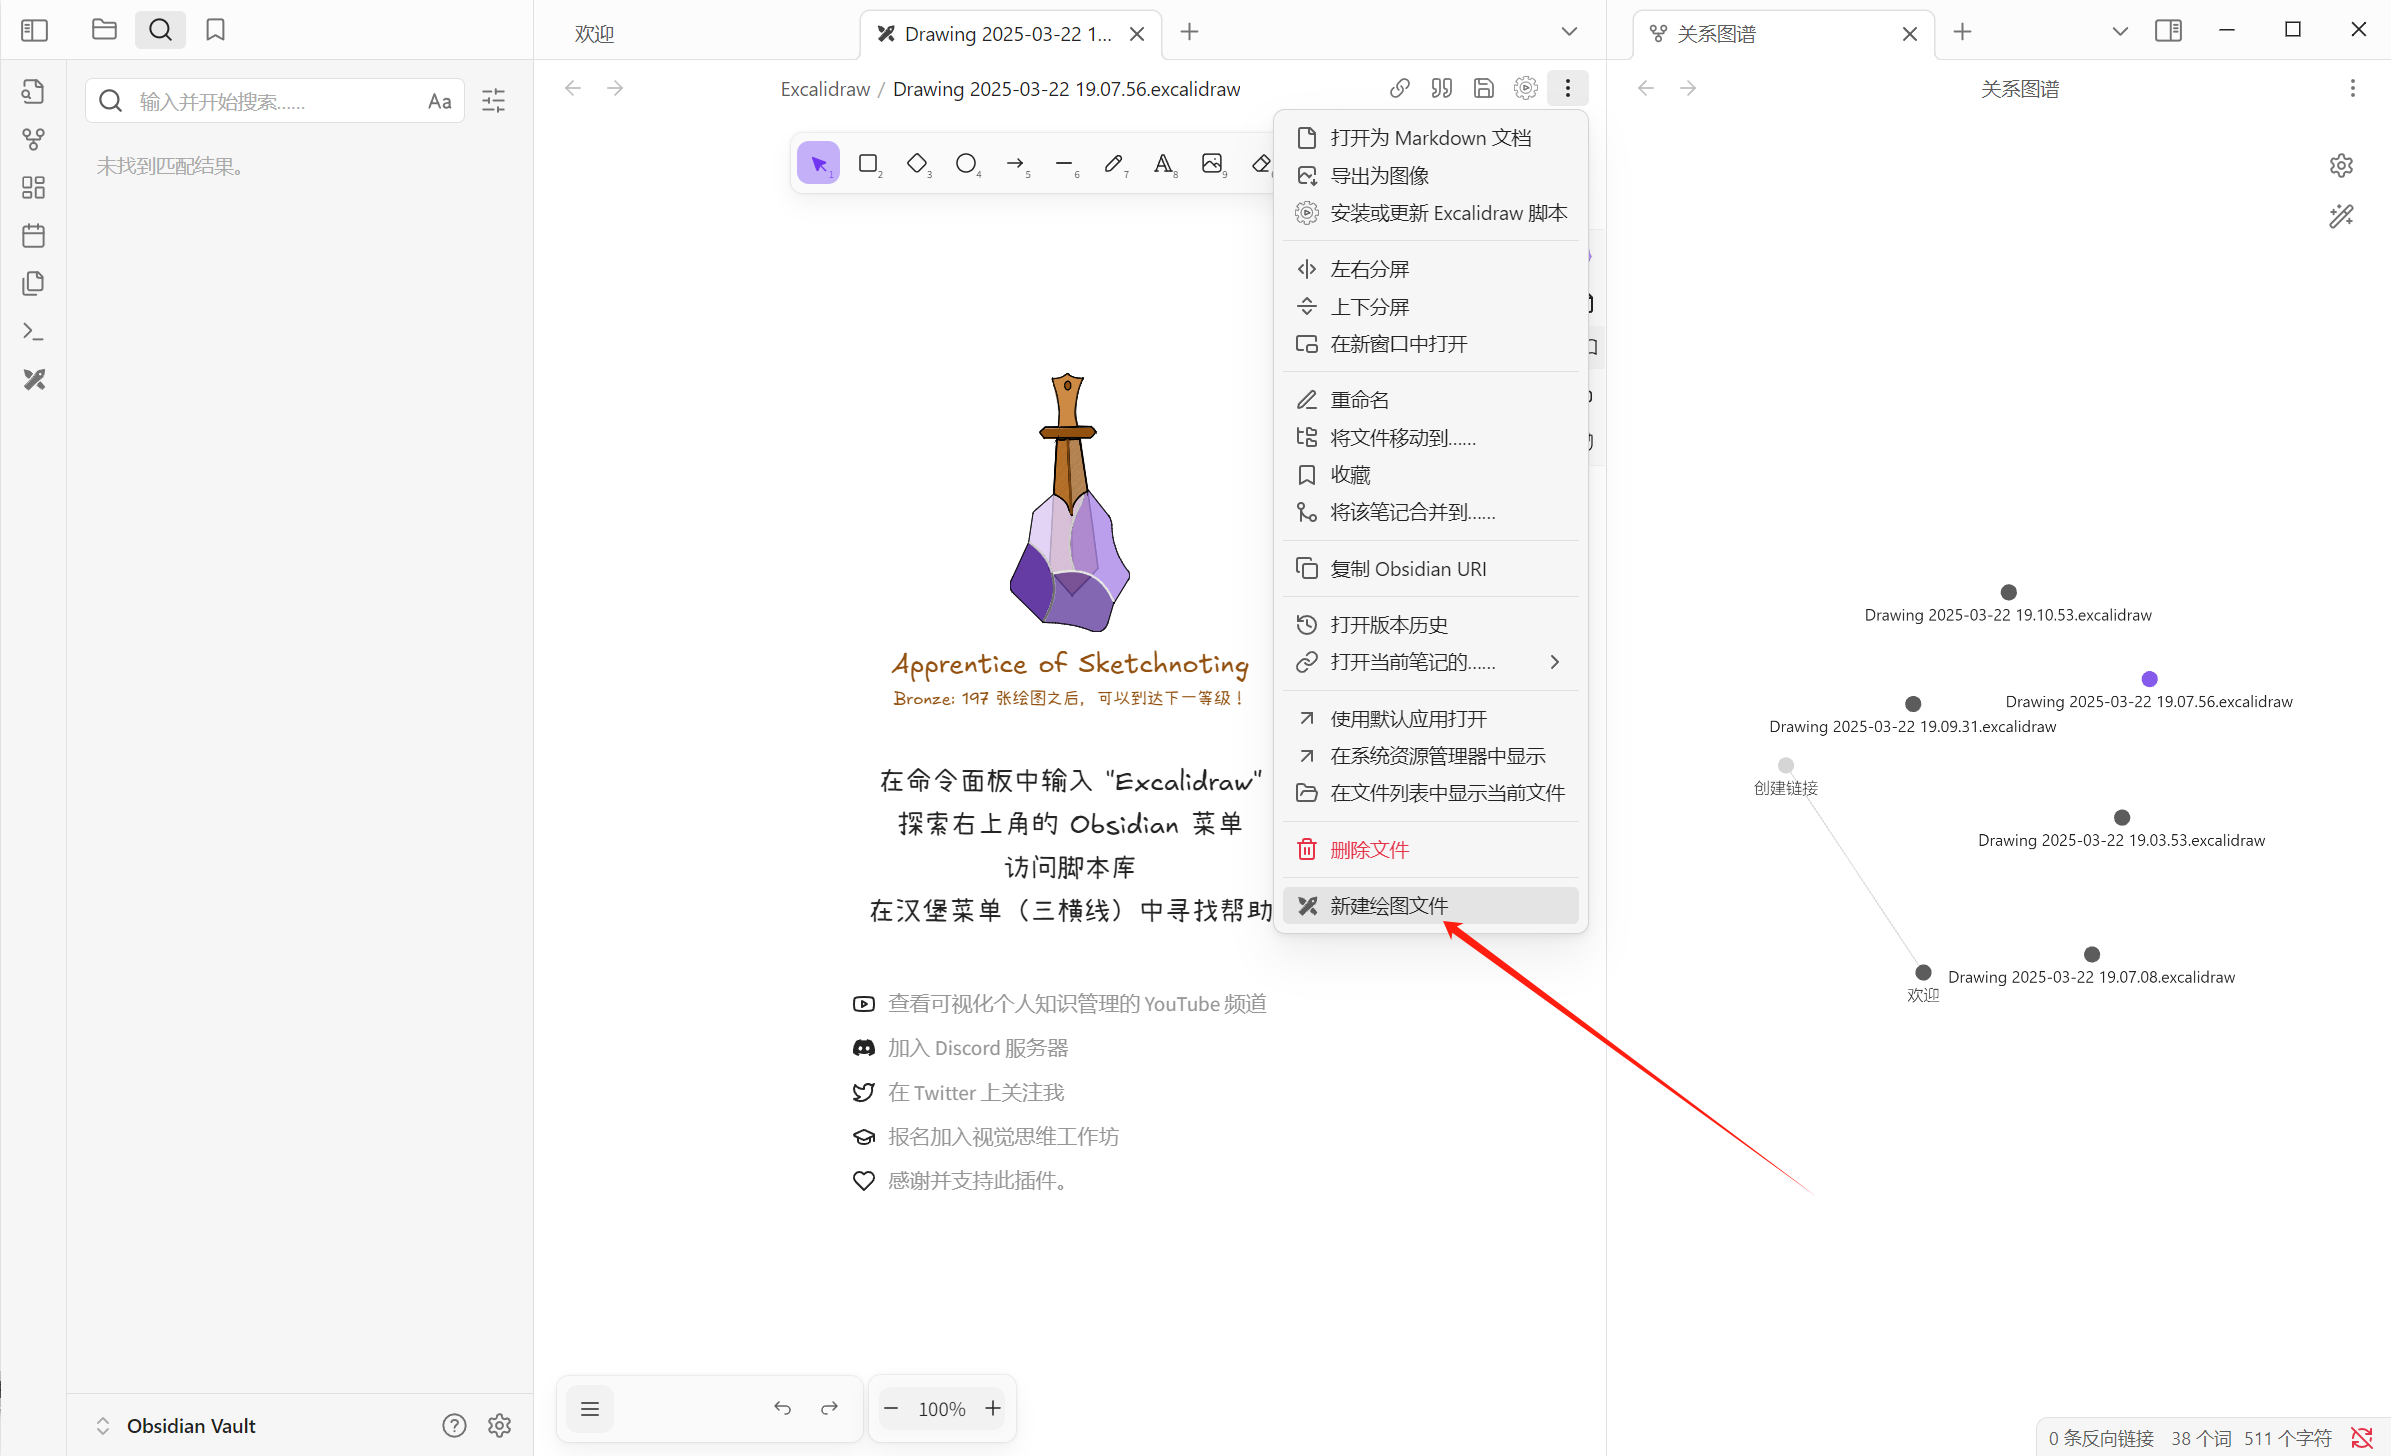 欢迎
Drawing 2025-03-22 1...
关系图谱
输入并开始搜索......
Aa
未找到匹配结果。
Excalidraw / Drawing 2025-03-22 19.07.56.excalidraw
关系图谱
1 2 3 4 5 6 7 8 9
打开为 Markdown 文档
导出为图像
安装或更新 Excalidraw 脚本
左右分屏
上下分屏
在新窗口中打开
重命名
将文件移动到......
收藏
将该笔记合并到......
复制 Obsidian URI
打开版本历史
打开当前笔记的......
使用默认应用打开
在系统资源管理器中显示
在文件列表中显示当前文件
删除文件
新建绘图文件
Apprentice of Sketchnoting
Bronze: 197 张绘图之后，可以到达下一等级！
在命令面板中输入 "Excalidraw"
探索右上角的 Obsidian 菜单
访问脚本库
在汉堡菜单（三横线）中寻找帮助
查看可视化个人知识管理的 YouTube 频道
加入 Discord 服务器
在 Twitter 上关注我
报名加入视觉思维工作坊
感谢并支持此插件。
Drawing 2025-03-22 19.10.53.excalidraw
Drawing 2025-03-22 19.07.56.excalidraw
Drawing 2025-03-22 19.09.31.excalidraw
创建链接
Drawing 2025-03-22 19.03.53.excalidraw
Drawing 2025-03-22 19.07.08.excalidraw
欢迎
100%
Obsidian Vault
0 条反向链接 38 个词 511 个字符